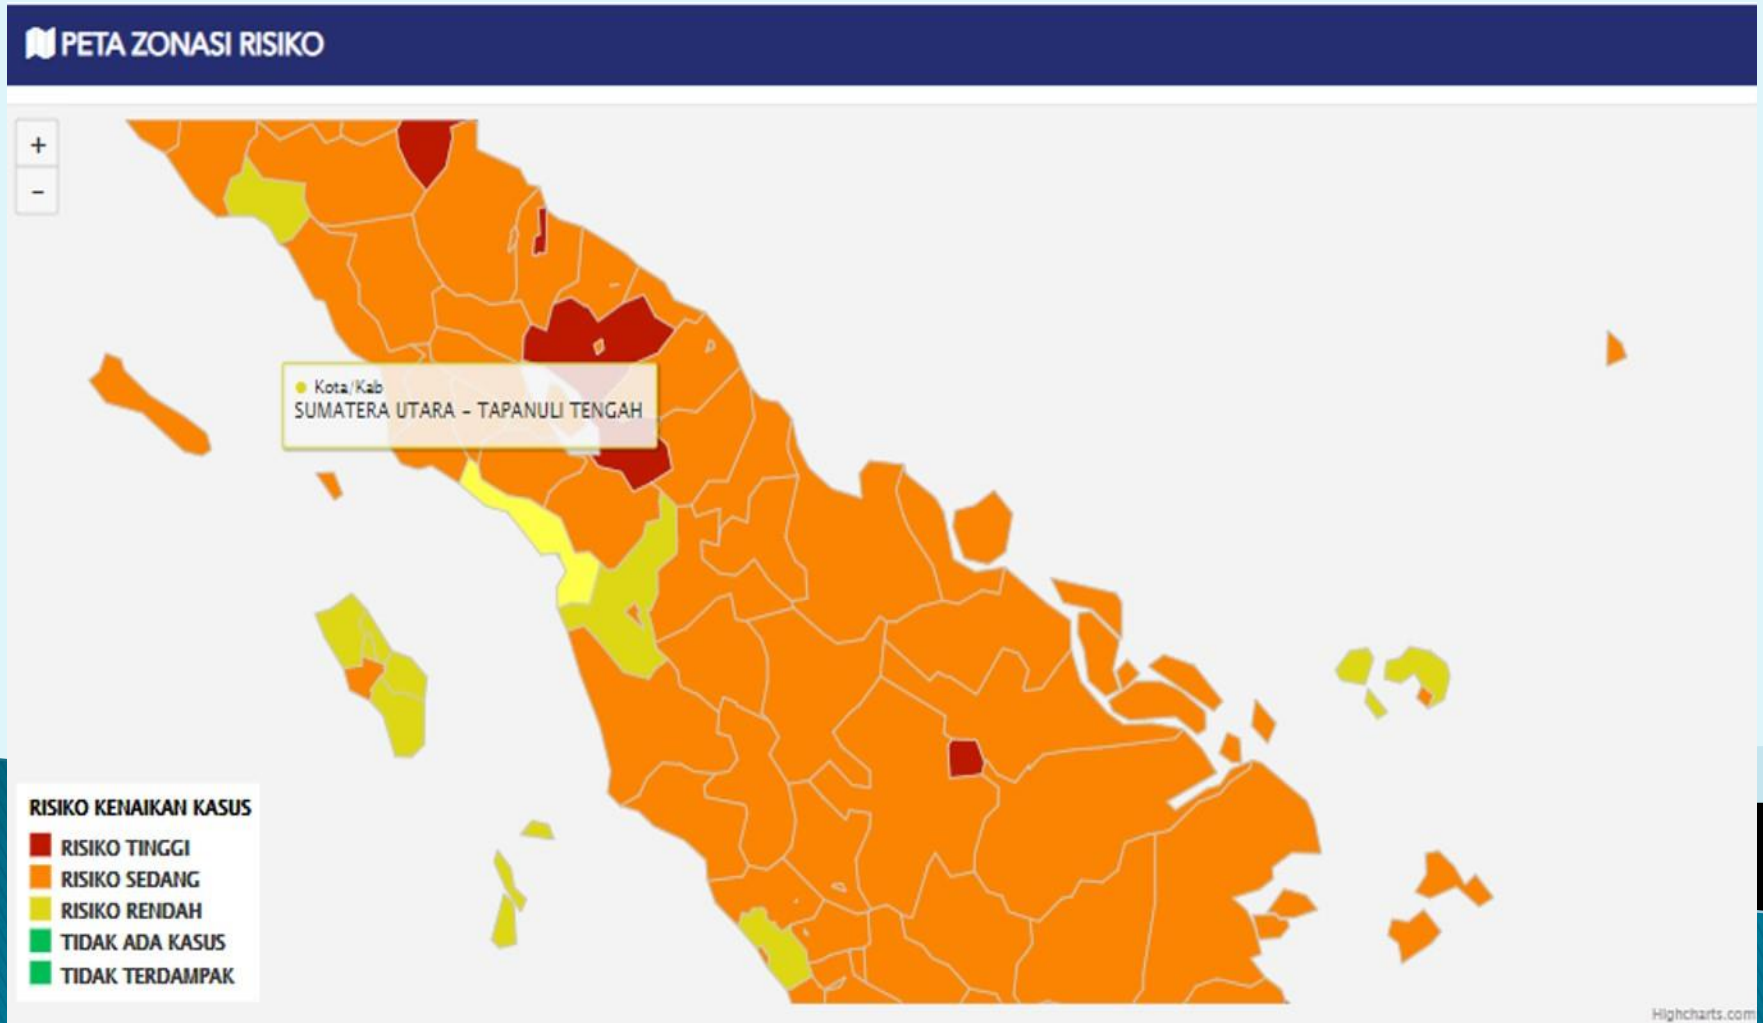 PETA ZONASI RISIKO
+
-
Kota/Kab
SUMATERA UTARA - TAPANULI TENGAH
RISIKO KENAIKAN KASUS
RISIKO TINGGI
RISIKO SEDANG
RISIKO RENDAH
TIDAK ADA KASUS
TIDAK TERDAMPAK
Highcharts.com